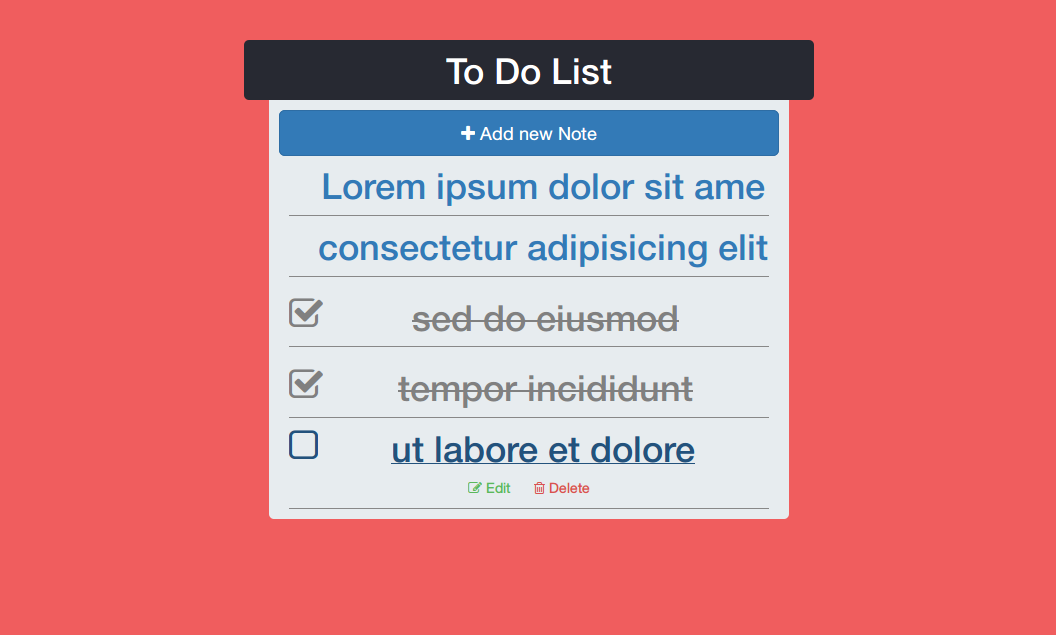 To Do List
Add new Note
Lorem ipsum dolor sit ame
consectetur adipisicing elit
sed do eiusmod
tempor incididunt
ut labore et dolore
Edit Delete